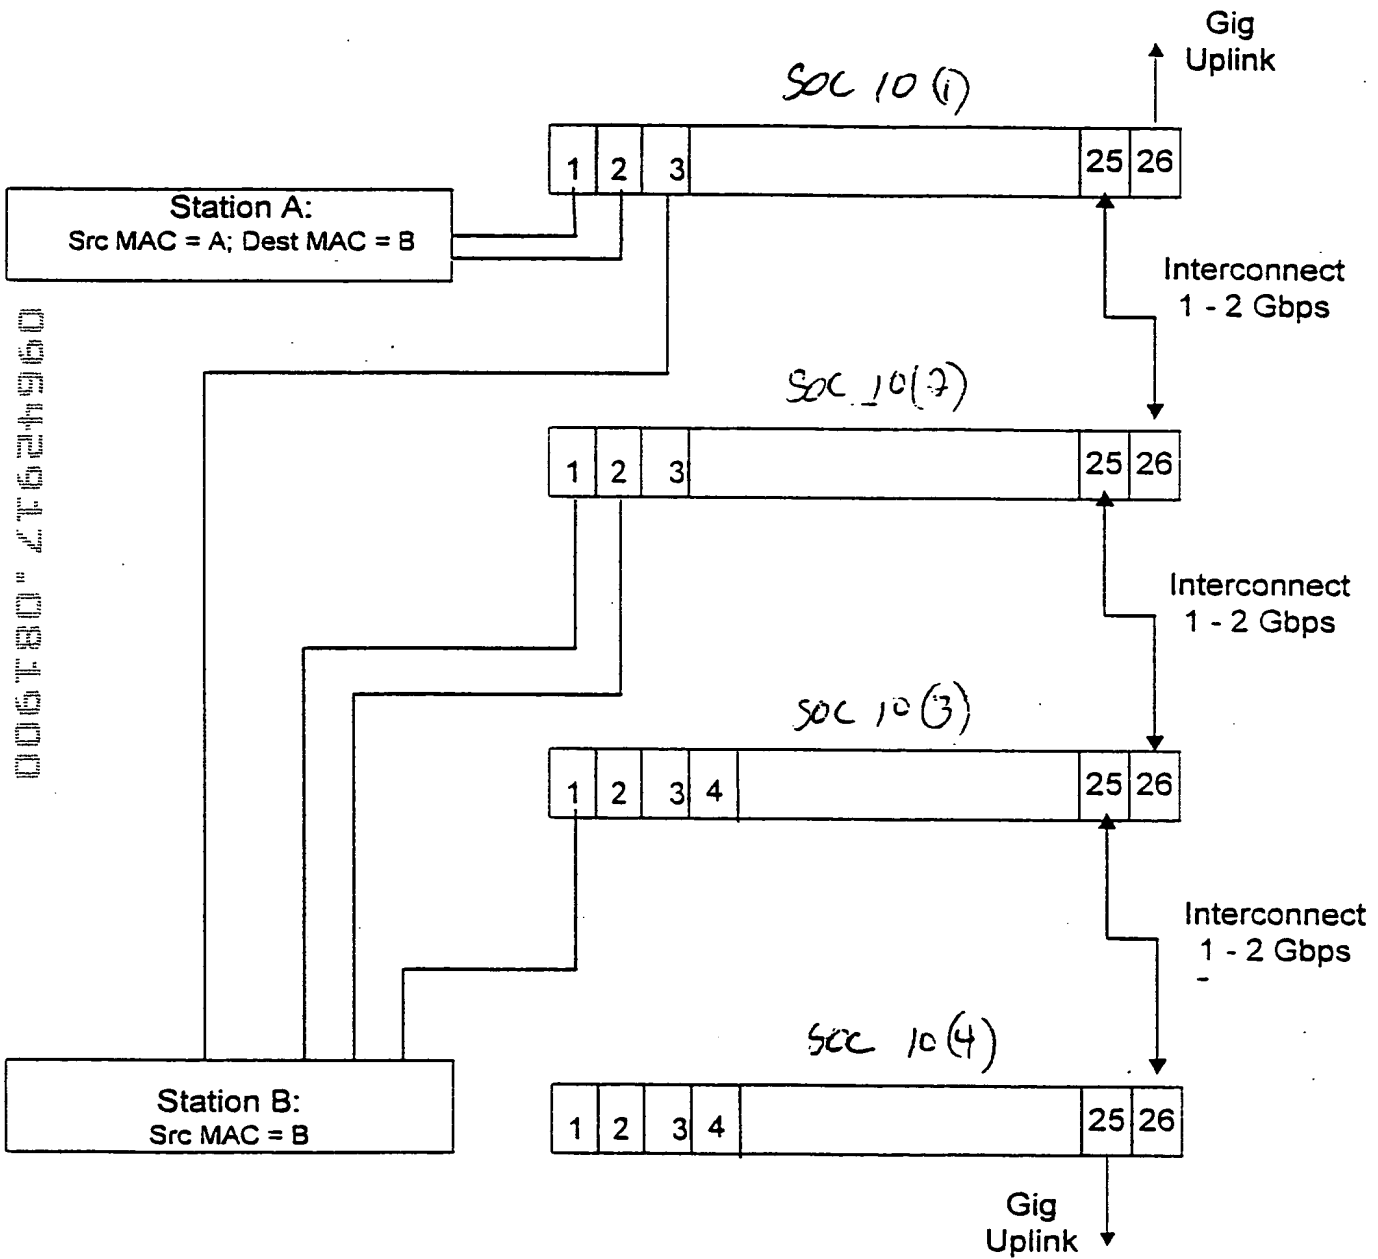 Gig
Uplink
SOC 10 (1)
1 2 3 25 26
Station A:
Src MAC = A; Dest MAC = B
Interconnect
1 - 2 Gbps
SOC 10(2)
1 2 3 25 26
Interconnect
1 - 2 Gbps
SOC 10 (3)
1 2 3 4 25 26
Interconnect
1 - 2 Gbps
SOC 10 (4)
Station B:
Src MAC = B
1 2 3 4 25 26
Gig
Uplink